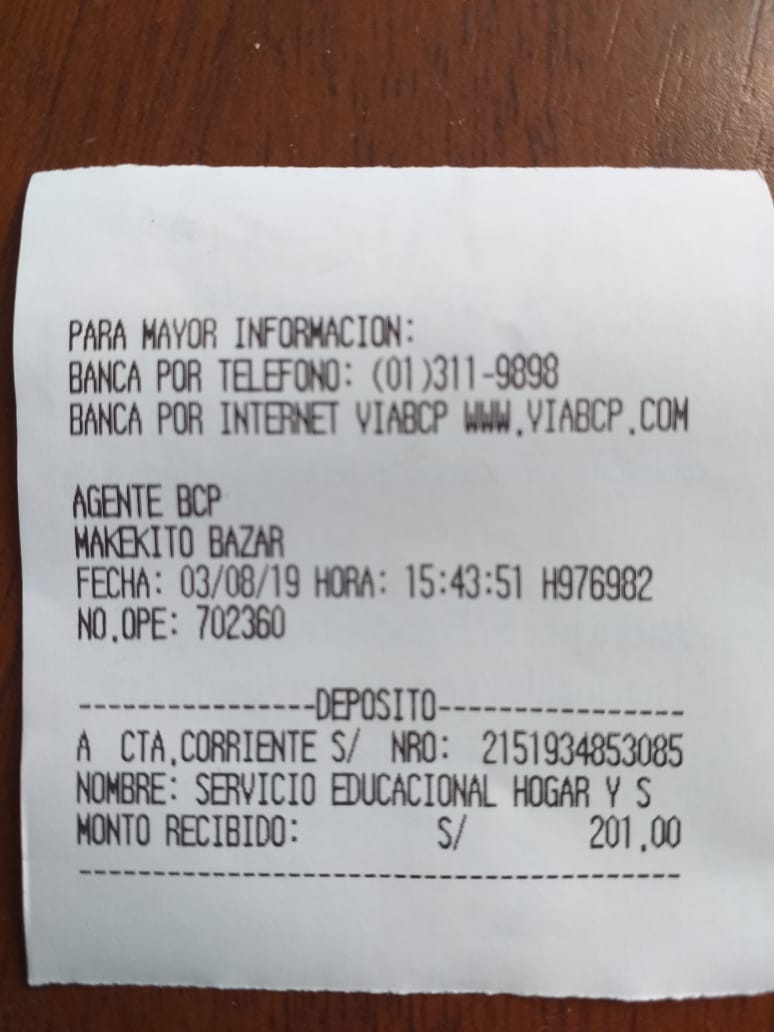 PARA MAYOR INFORMACION:
BANCA POR TELEFONO: (01)311-9898
BANCA POR INTERNET VIABCP WWW.VIABCP.COM
AGENTE BCP
MAKEKITO BAZAR
FECHA: 03/08/19 HORA: 15:43:51 H976982
NO.OPE: 702360
----------------DEPOSITO-----------------
A CTA.CORRIENTE S/ NRO: 2151934853085
NOMBRE: SERVICIO EDUCACIONAL HOGAR Y S
MONTO RECIBIDO: S/ 201.00
-----------------------------------------